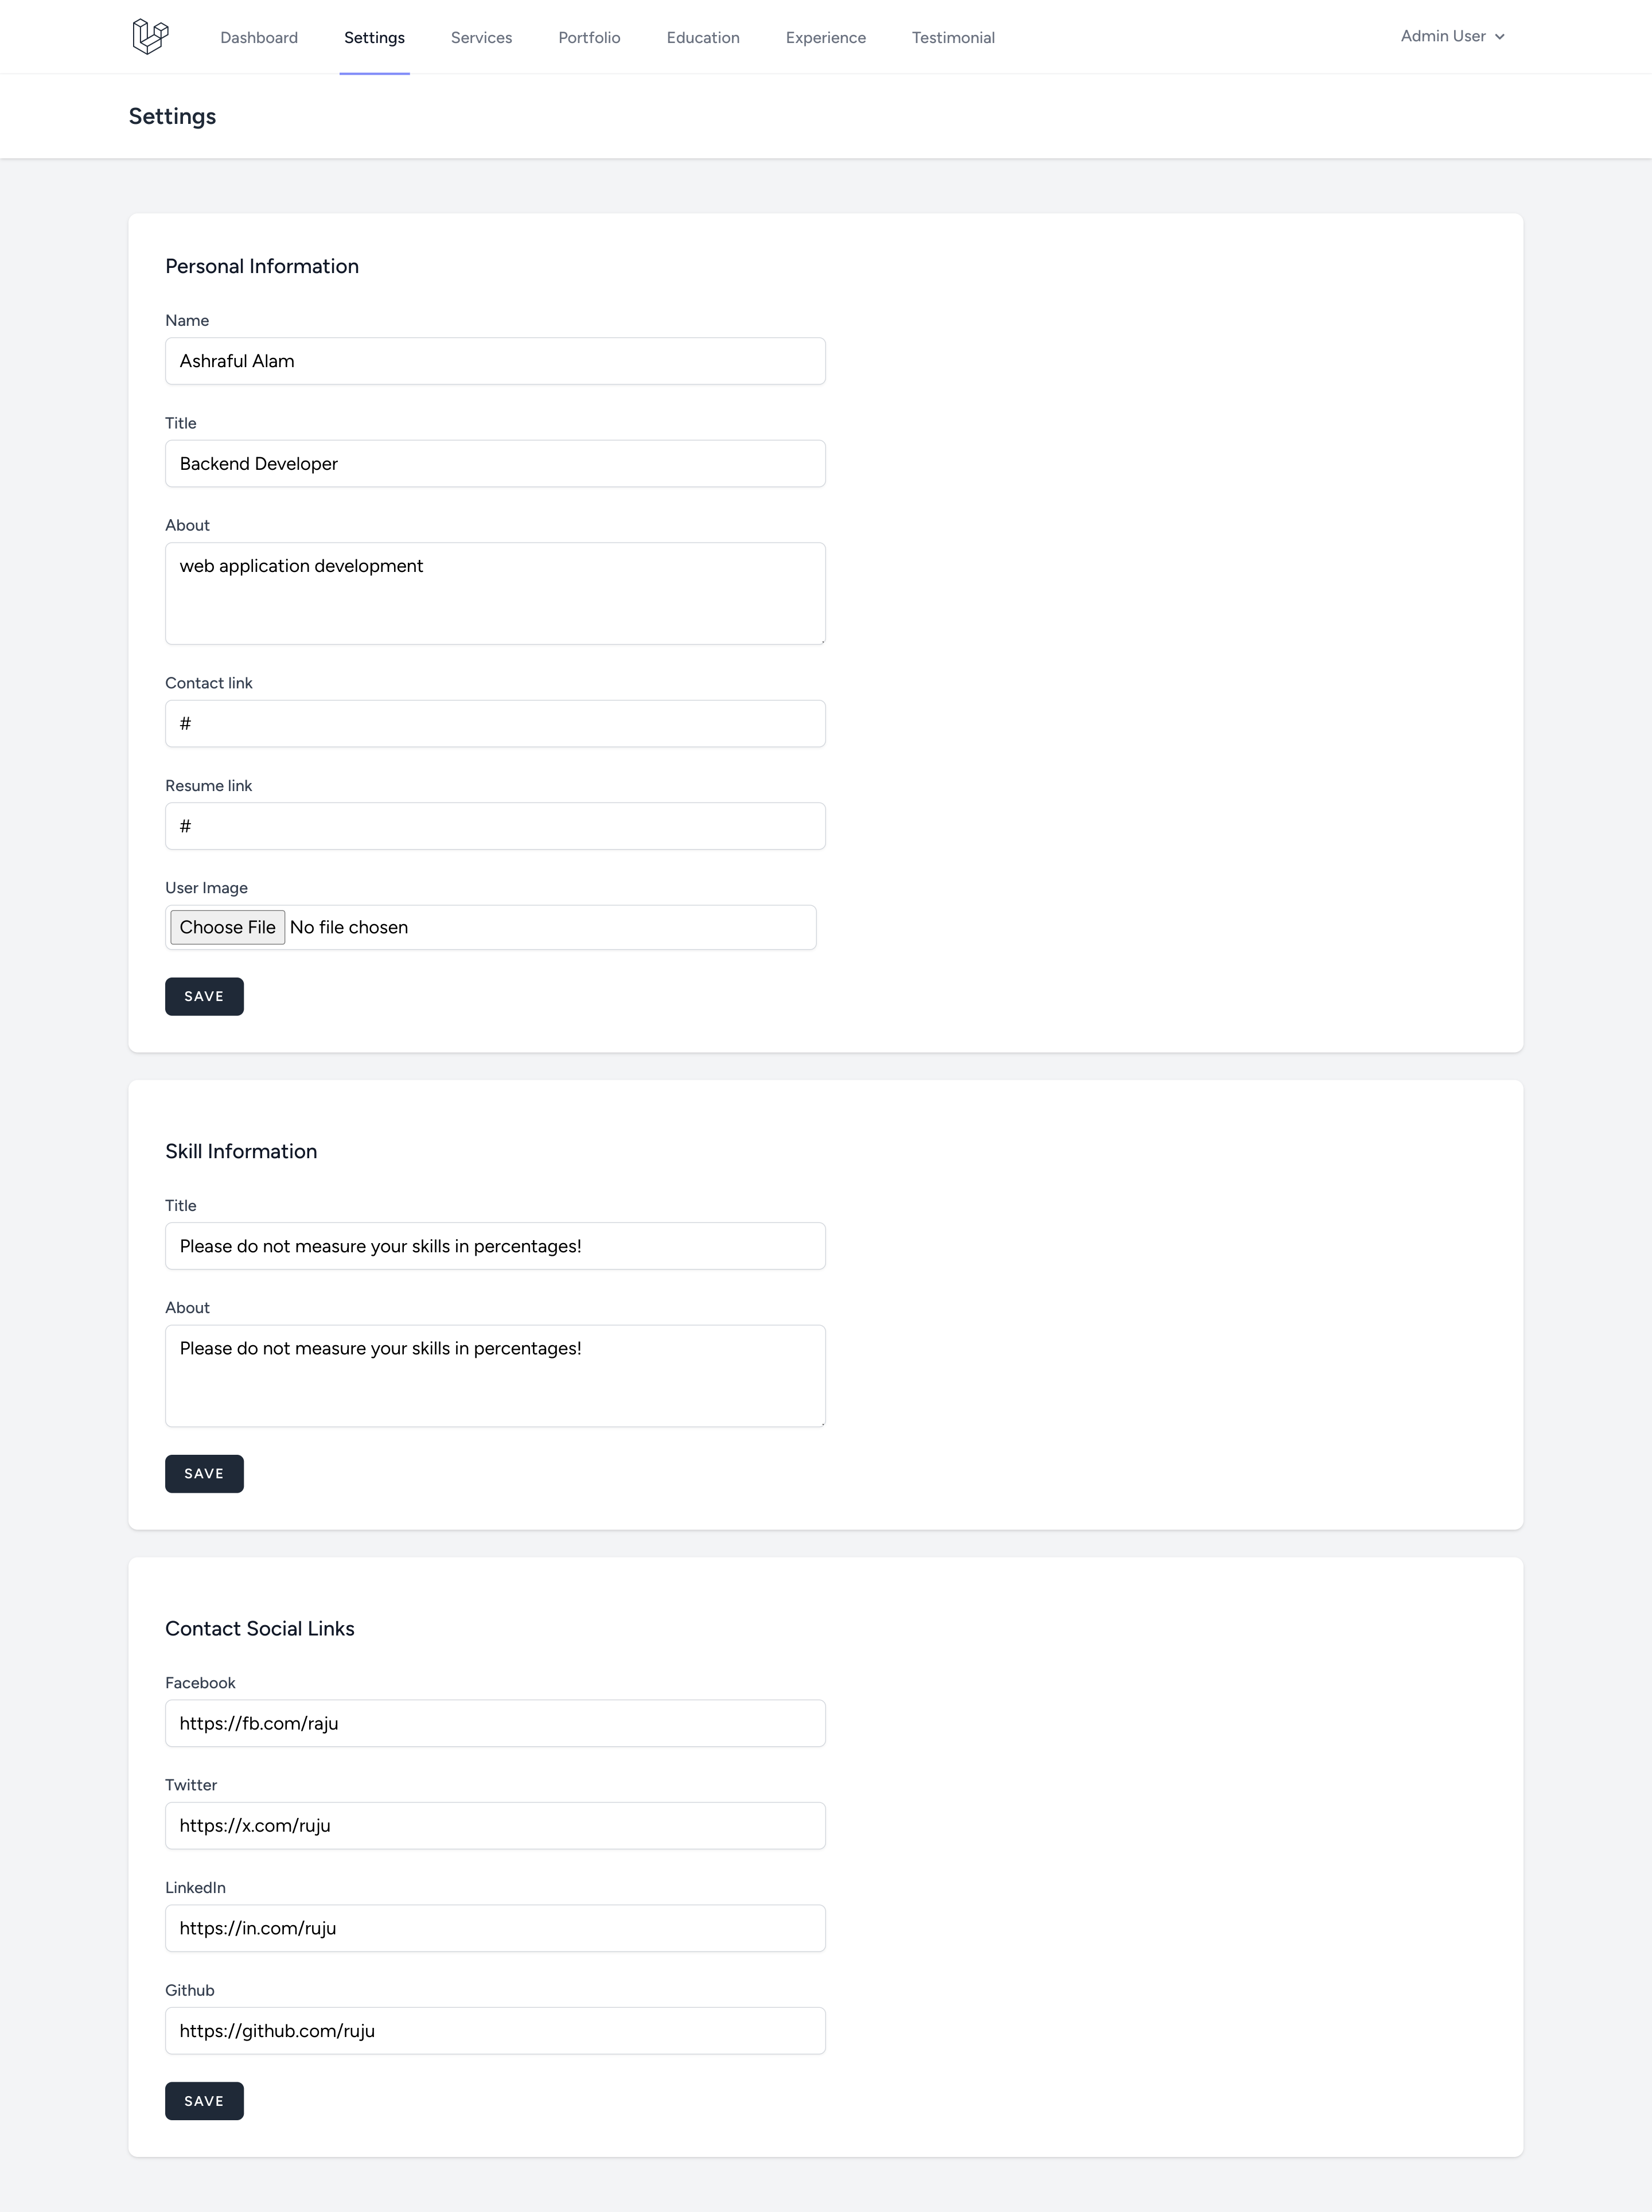 Dashboard Settings Services Portfolio Education Experience Testimonial Admin User
Settings
Personal Information
Name
Ashraful Alam
Title
Backend Developer
About
web application development
Contact link
#
Resume link
#
User Image
Choose File No file chosen
SAVE
Skill Information
Title
Please do not measure your skills in percentages!
About
Please do not measure your skills in percentages!
SAVE
Contact Social Links
Facebook
https://fb.com/raju
Twitter
https://x.com/ruju
LinkedIn
https://in.com/ruju
Github
https://github.com/ruju
SAVE